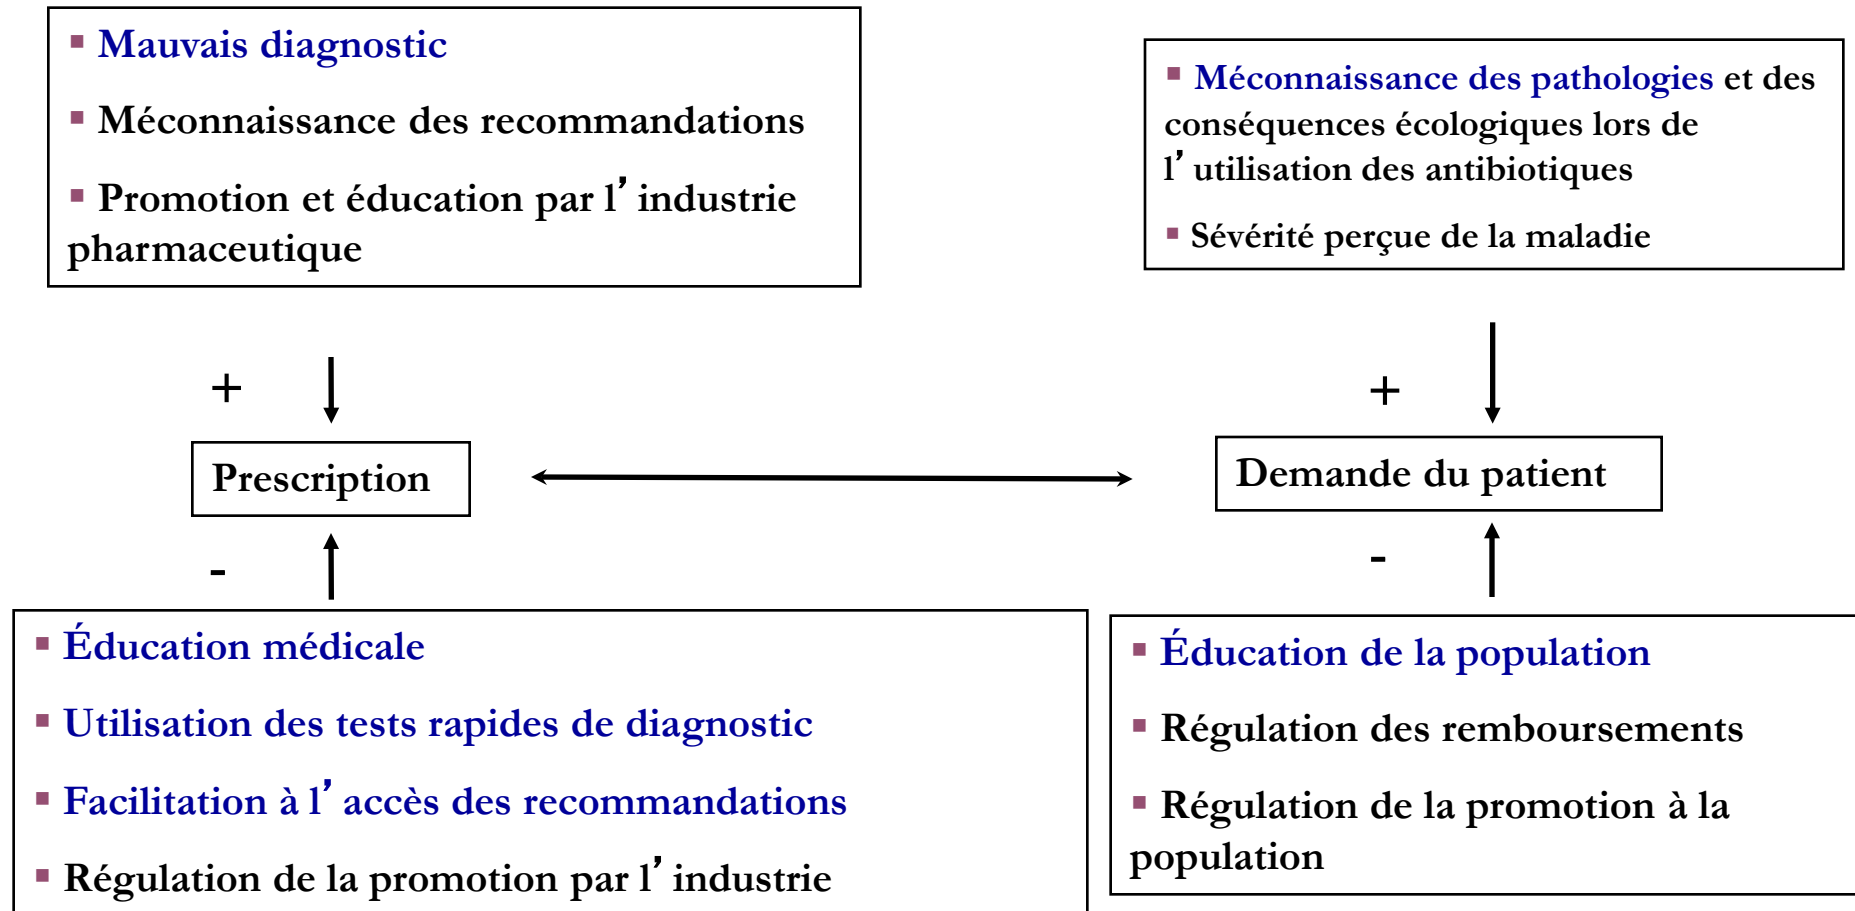 ▪ Mauvais diagnostic
▪ Méconnaissance des recommandations
▪ Promotion et éducation par l’ industrie
pharmaceutique
▪ Méconnaissance des pathologies et des
conséquences écologiques lors de
l’ utilisation des antibiotiques
▪ Sévérité perçue de la maladie
+
+
Prescription
Demande du patient
-
-
▪ Éducation médicale
▪ Utilisation des tests rapides de diagnostic
▪ Facilitation à l’ accès des recommandations
▪ Régulation de la promotion par l’ industrie
▪ Éducation de la population
▪ Régulation des remboursements
▪ Régulation de la promotion à la
population